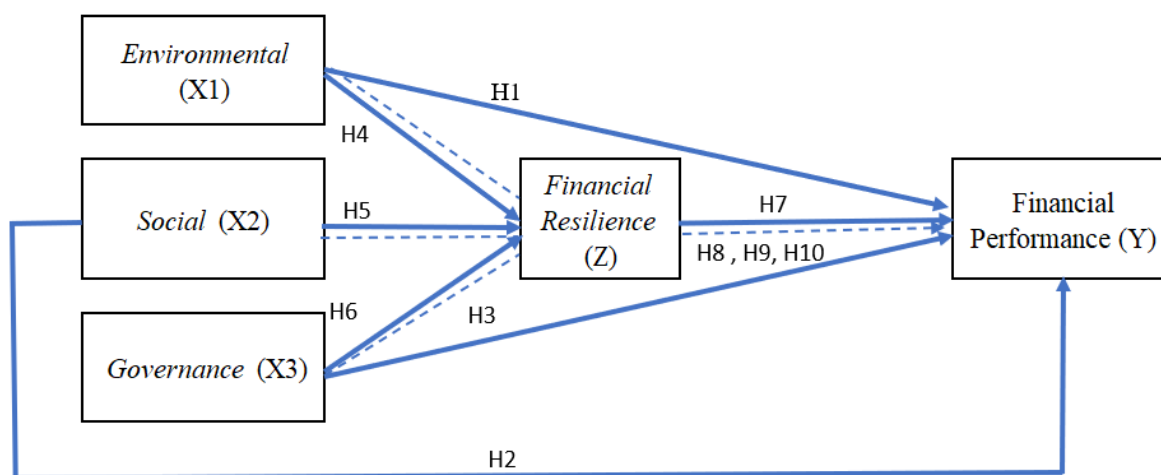 Environmental
(X1)
H1
H4
Social (X2)
H5
Financial
Resilience
(Z)
H7
H8 , H9, H10
Financial
Performance (Y)
H6
H3
Governance (X3)
H2